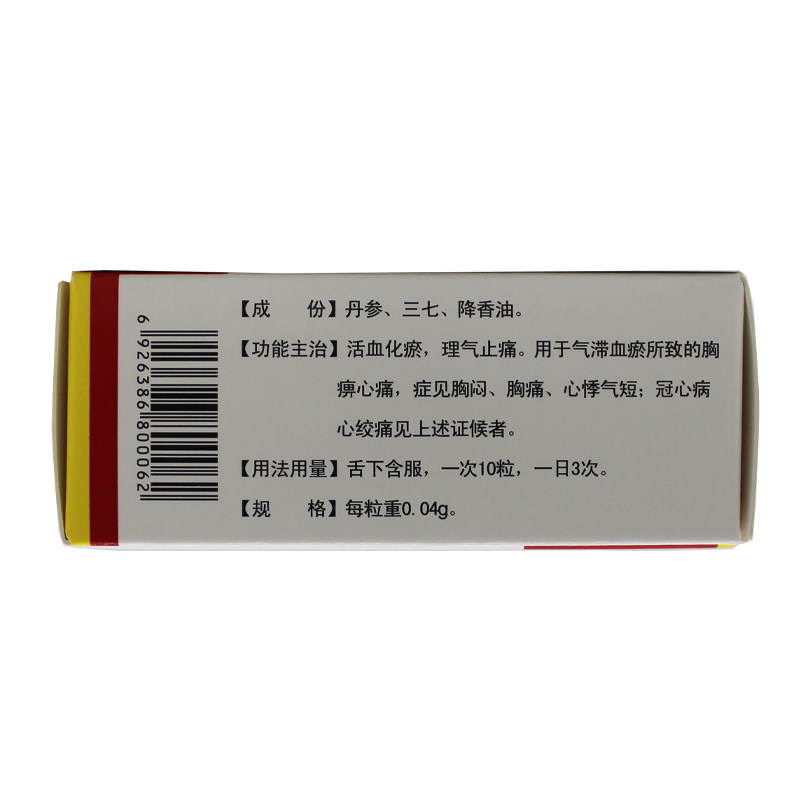 6926386800062
【成　份】丹参、三七、降香油。
【功能主治】活血化瘀，理气止痛。用于气滞血瘀所致的胸
痹心痛，症见胸闷、胸痛、心悸气短；冠心病
心绞痛见上述证候者。
【用法用量】舌下含服，一次10粒，一日3次。
【规　格】每粒重0.04g。